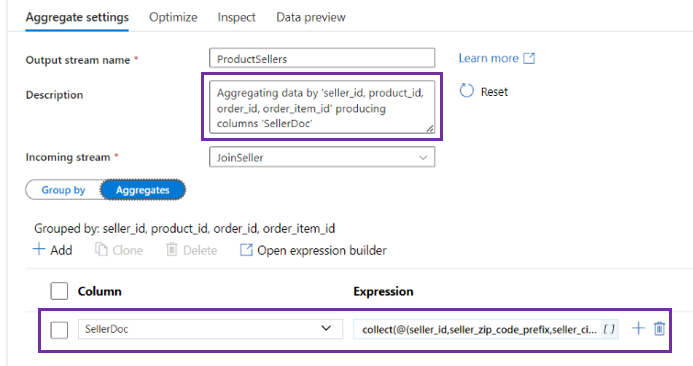 Aggregate settings Optimize Inspect Data preview
Output stream name * ProductSellers Learn more
Description Aggregating data by 'seller_id, product_id,
order_id, order_item_id' producing
columns 'SellerDoc'
Reset
Incoming stream * JoinSeller
Group by Aggregates
Grouped by: seller_id, product_id, order_id, order_item_id
+ Add Clone Delete Open expression builder
Column Expression
SellerDoc collect(@(seller_id,seller_zip_code_prefix,seller_ci... [ ] +